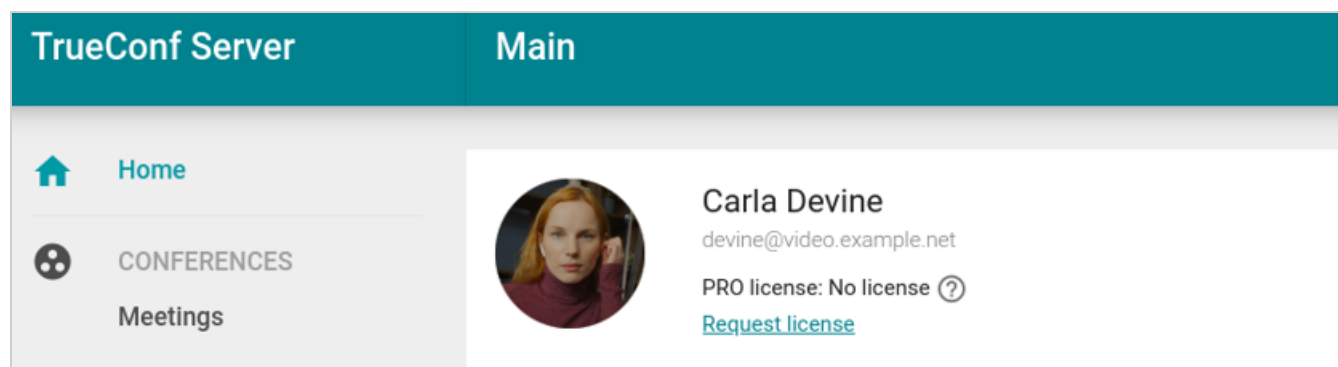 TrueConf Server
Main
Home
CONFERENCES
Meetings
Carla Devine
devine@video.example.net
PRO license: No license ?
Request license